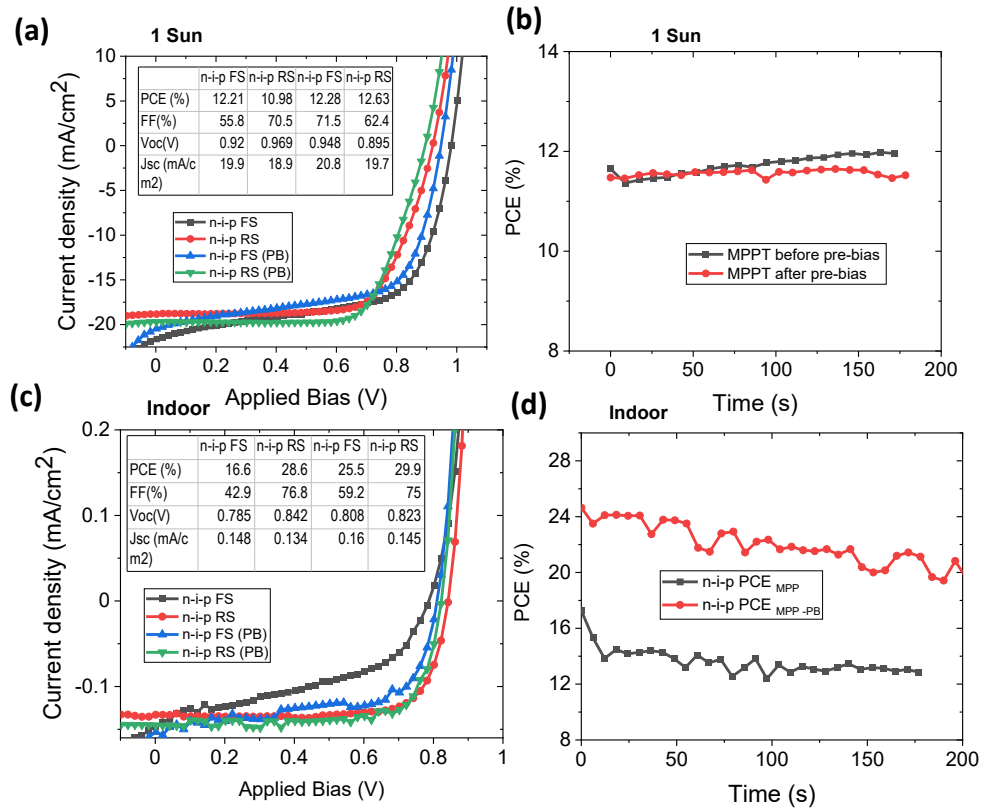 (a)
1 Sun
10
5
0
-5
-10
-15
-20
Current density (mA/cm2)
n-i-p FS n-i-p RS n-i-p FS n-i-p RS
PCE (%) 12.21 10.98 12.28 12.63
FF(%) 55.8 70.5 71.5 62.4
Voc(V) 0.92 0.969 0.948 0.895
Jsc (mA/c
m2) 19.9 18.9 20.8 19.7
n-i-p FS
n-i-p RS
n-i-p FS (PB)
n-i-p RS (PB)
0 0.2 0.4 0.6 0.8 1
Applied Bias (V)
(b)
1 Sun
14
12
10
8
PCE (%)
MPPT before pre-bias
MPPT after pre-bias
0 50 100 150 200
Time (s)
(c)
Indoor
0.2
0.1
0
-0.1
Current density (mA/cm2)
n-i-p FS n-i-p RS n-i-p FS n-i-p RS
PCE (%) 16.6 28.6 25.5 29.9
FF(%) 42.9 76.8 59.2 75
Voc(V) 0.785 0.842 0.808 0.823
Jsc (mA/c
m2) 0.148 0.134 0.16 0.145
n-i-p FS
n-i-p RS
n-i-p FS (PB)
n-i-p RS (PB)
0 0.2 0.4 0.6 0.8 1
Applied Bias (V)
(d)
Indoor
28
24
20
16
12
8
PCE (%)
n-i-p PCE MPP
n-i-p PCE MPP -PB
0 25 50 75 100 125 150 175 200
Time (s)